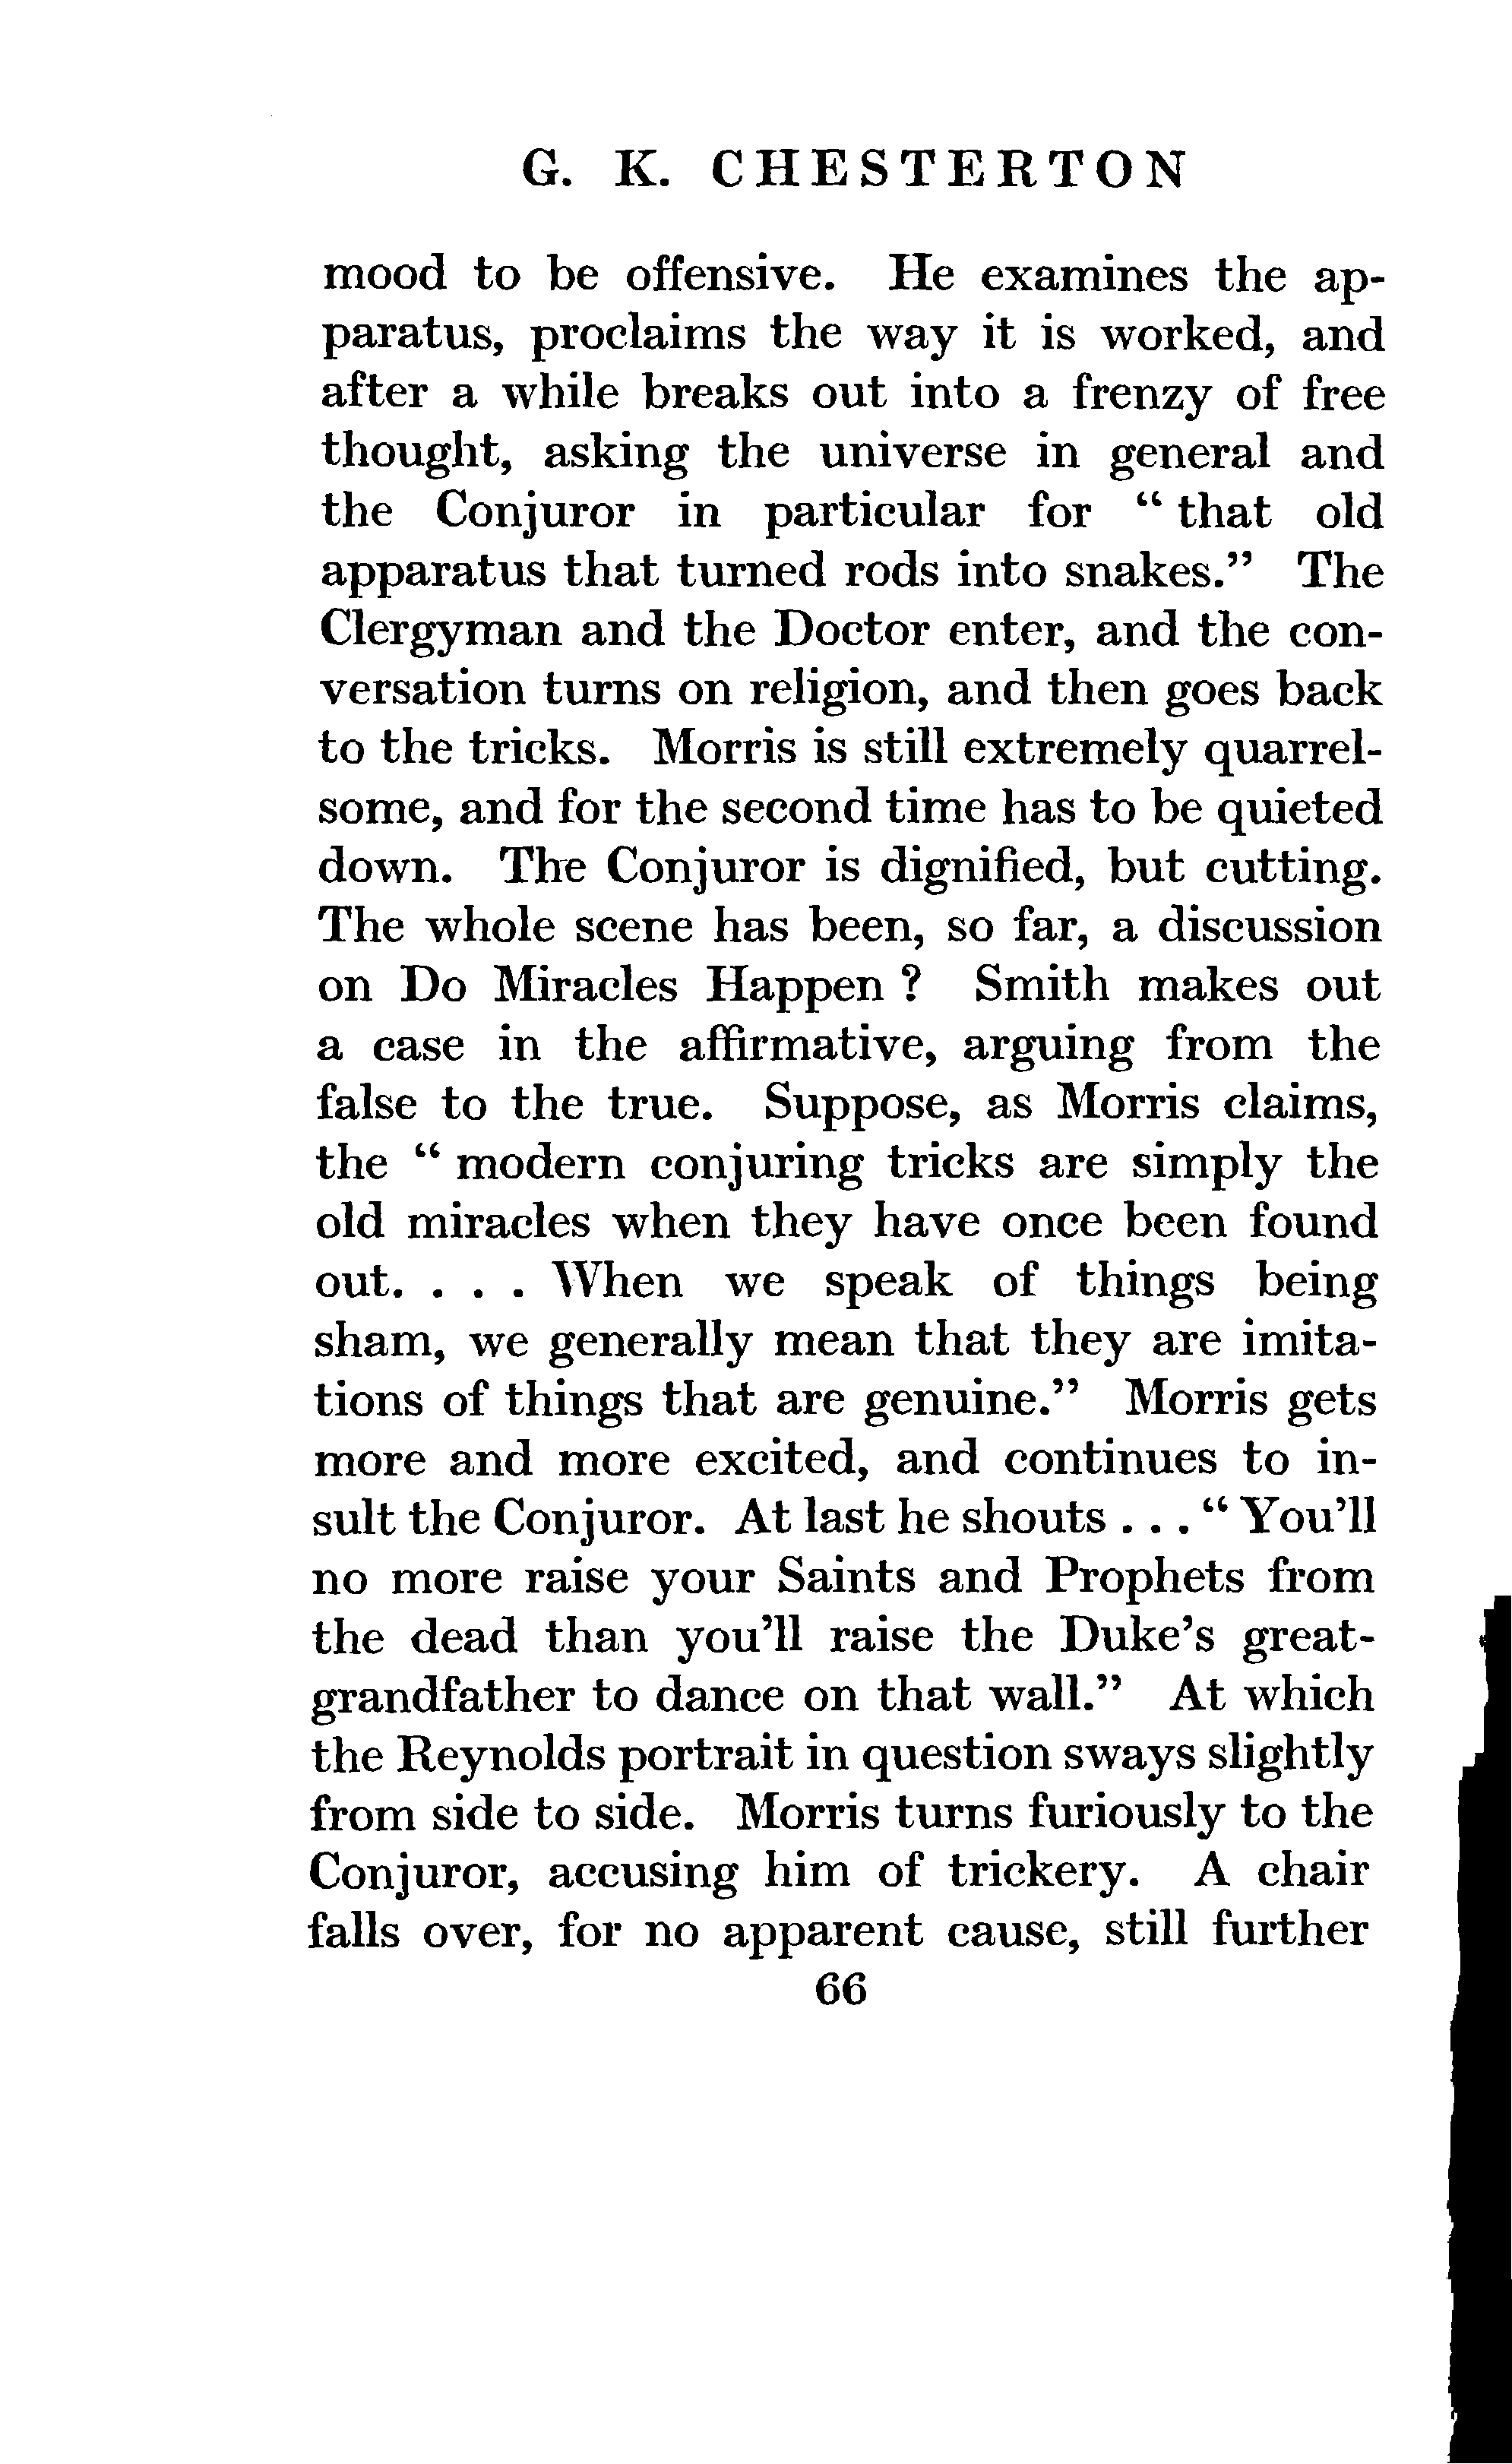 G. K. CHESTERTON
mood to be offensive. He examines the ap-
paratus, proclaims the way it is worked, and
after a while breaks out into a frenzy of free
thought, asking the universe in general and
the Conjuror in particular for “ that old
apparatus that turned rods into snakes.” The
Clergyman and the Doctor enter, and the con-
versation turns on religion, and then goes back
to the tricks. Morris is still extremely quarrel-
some, and for the second time has to be quieted
down. The Conjuror is dignified, but cutting.
The whole scene has been, so far, a discussion
on Do Miracles Happen ? Smith makes out
a case in the affirmative, arguing from the
false to the true. Suppose, as Morris claims,
the “ modern conjuring tricks are simply the
old miracles when they have once been found
out. . . . When we speak of things being
sham, we generally mean that they are imita-
tions of things that are genuine.” Morris gets
more and more excited, and continues to in-
sult the Conjuror. At last he shouts . . . “ You’ll
no more raise your Saints and Prophets from
the dead than you’ll raise the Duke’s great-
grandfather to dance on that wall.” At which
the Reynolds portrait in question sways slightly
from side to side. Morris turns furiously to the
Conjuror, accusing him of trickery. A chair
falls over, for no apparent cause, still further
66